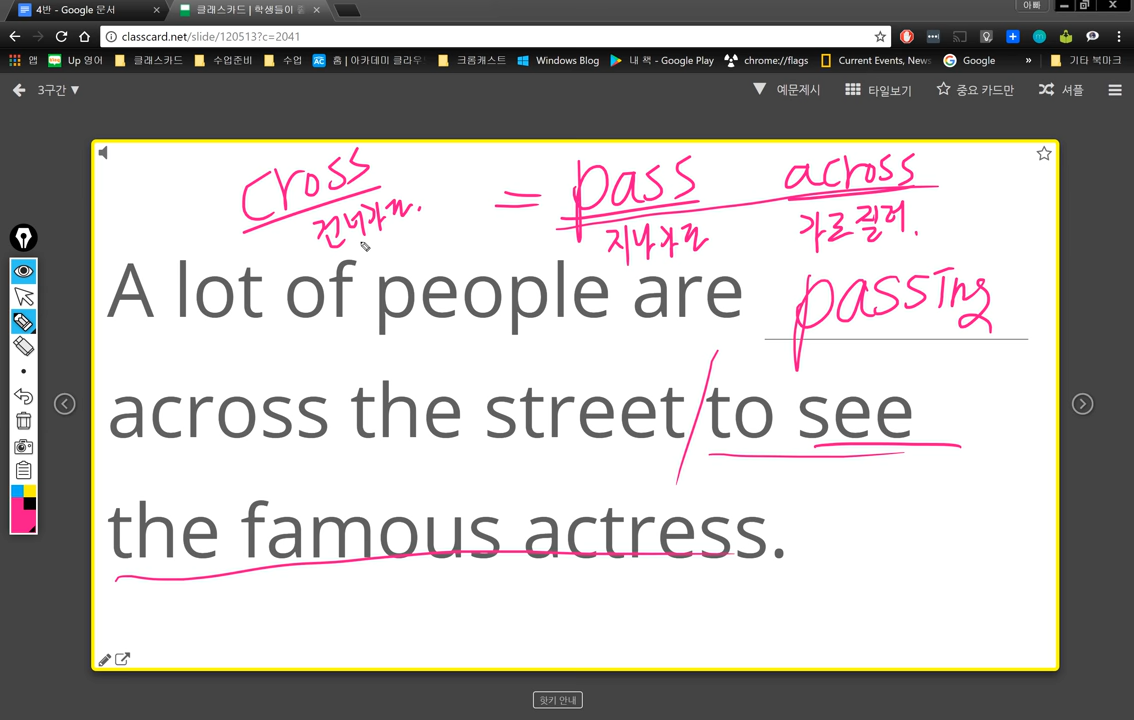 4반 - Google 문서
클래스카드 | 학생들이 
아빠
classcard.net/slide/120513?c=2041
앱 Up 영어 클래스카드 수업준비 수업 AC 홈 | 아카데미 클라우 크롬캐스트 Windows Blog 내 책 - Google Play chrome://flags Current Events, News Google » 기타 북마크
3구간 ▼ 예문제시 타일보기 중요 카드만 셔플
cross = pass across
건너가다. 지나가다 가로질러.
A lot of people are passing
across the street / to see
the famous actress.
핫키 안내